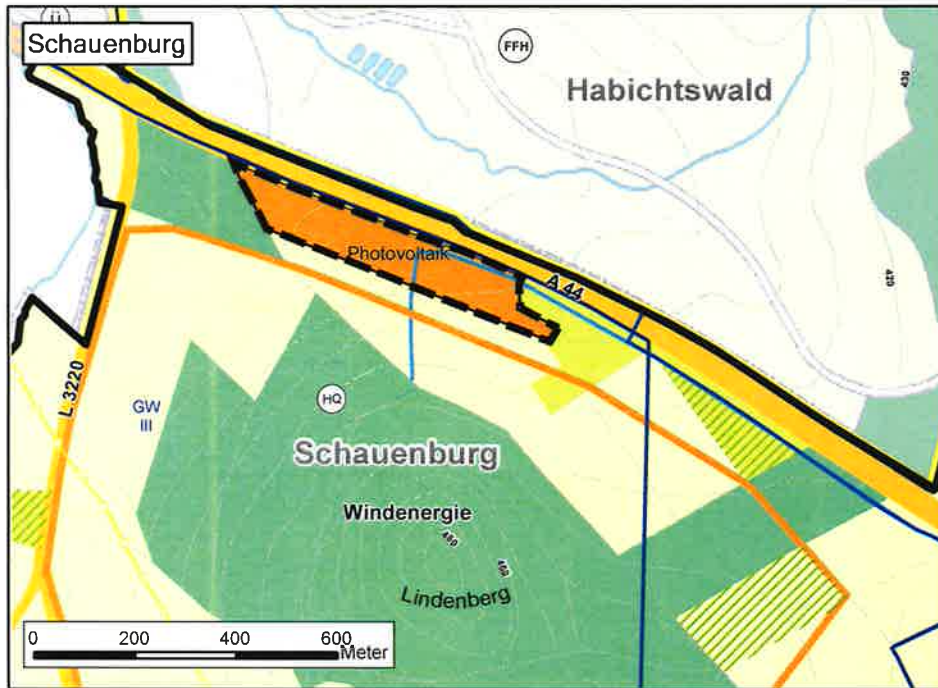 Ü
Schauenburg
FFH
Habichtswald
430
420
Photovoltaik
A 44
L 3220
GW
III
HQ
Schauenburg
Windenergie
480
460
Lindenberg
0 200 400 600
Meter